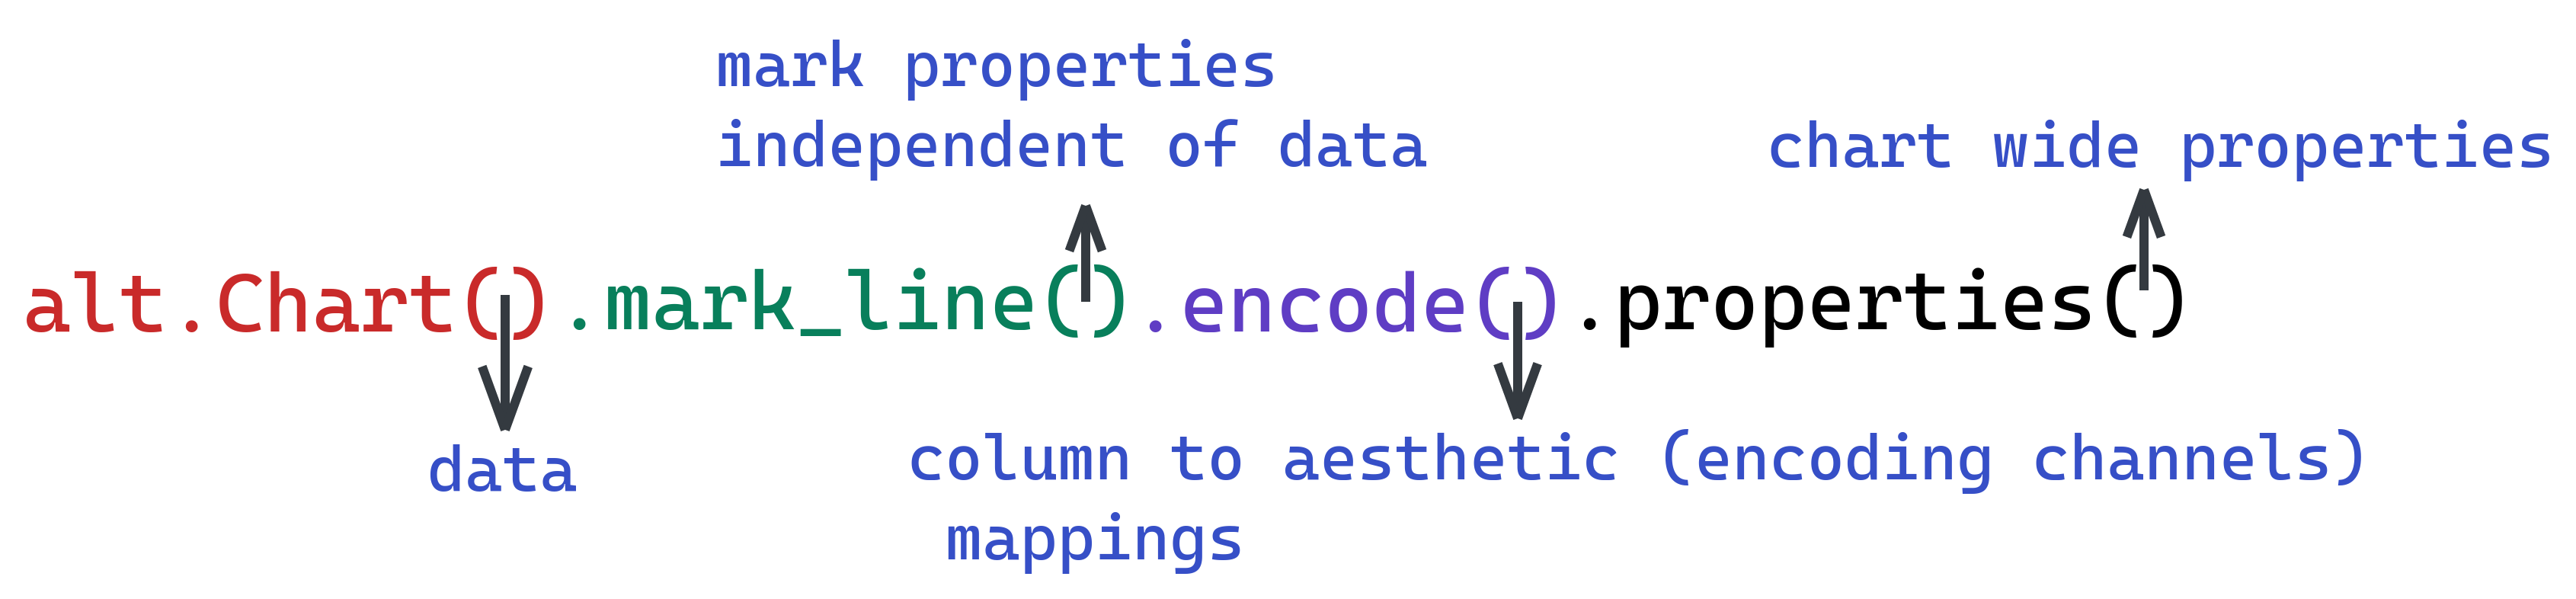 mark properties
independent of data
chart wide properties
alt.Chart().mark_line().encode().properties()
data
column to aesthetic (encoding channels)
mappings